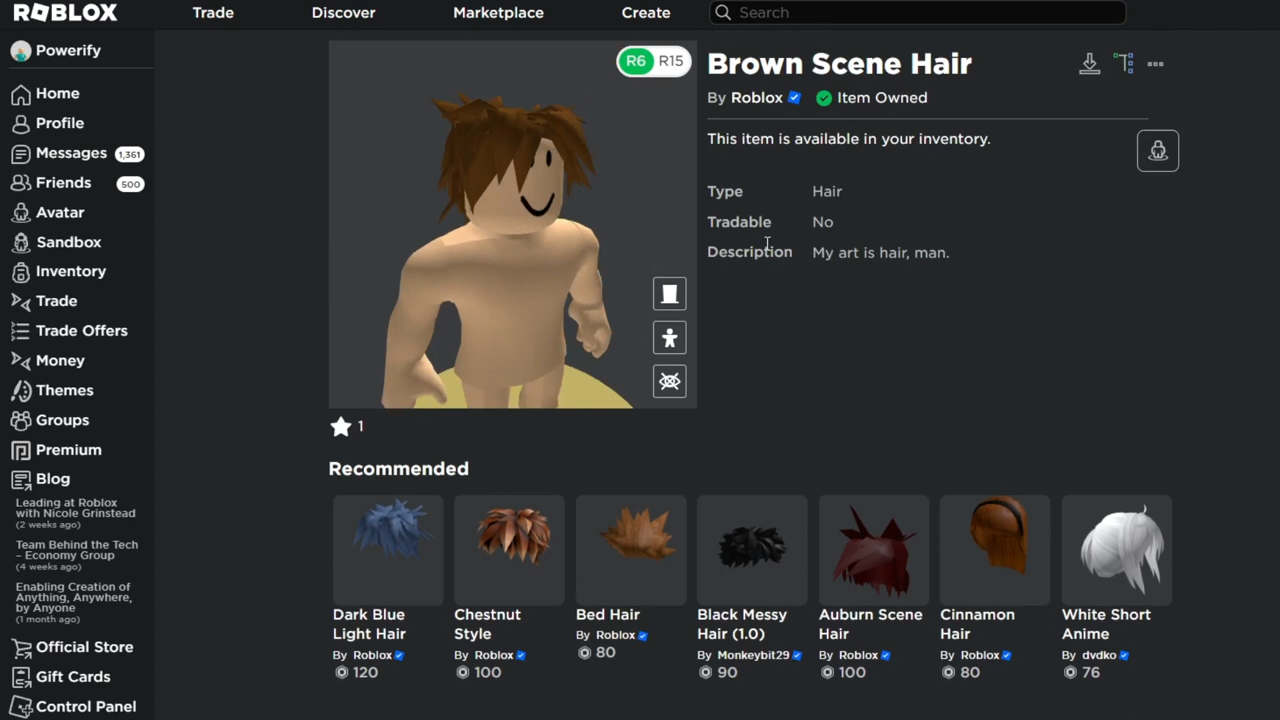 ROBLOX
Trade
Discover
Marketplace
Create
Search
Powerify
Home
Profile
Messages 1,361
Friends 500
Avatar
Sandbox
Inventory
Trade
Trade Offers
Money
Themes
Groups
Premium
Blog
Leading at Roblox
with Nicole Grinstead
(2 weeks ago)
Team Behind the Tech
– Economy Group
(4 weeks ago)
Enabling Creation of
Anything, Anywhere,
by Anyone
(1 month ago)
Official Store
Gift Cards
Control Panel
R6 R15
Brown Scene Hair
By Roblox Item Owned
This item is available in your inventory.
Type Hair
Tradable No
Description My art is hair, man.
1
Recommended
Dark Blue
Light Hair
By Roblox
120
Chestnut
Style
By Roblox
100
Bed Hair
By Roblox
80
Black Messy
Hair (1.0)
By Monkeybit29
90
Auburn Scene
Hair
By Roblox
100
Cinnamon
Hair
By Roblox
80
White Short
Anime
By dvdko
76